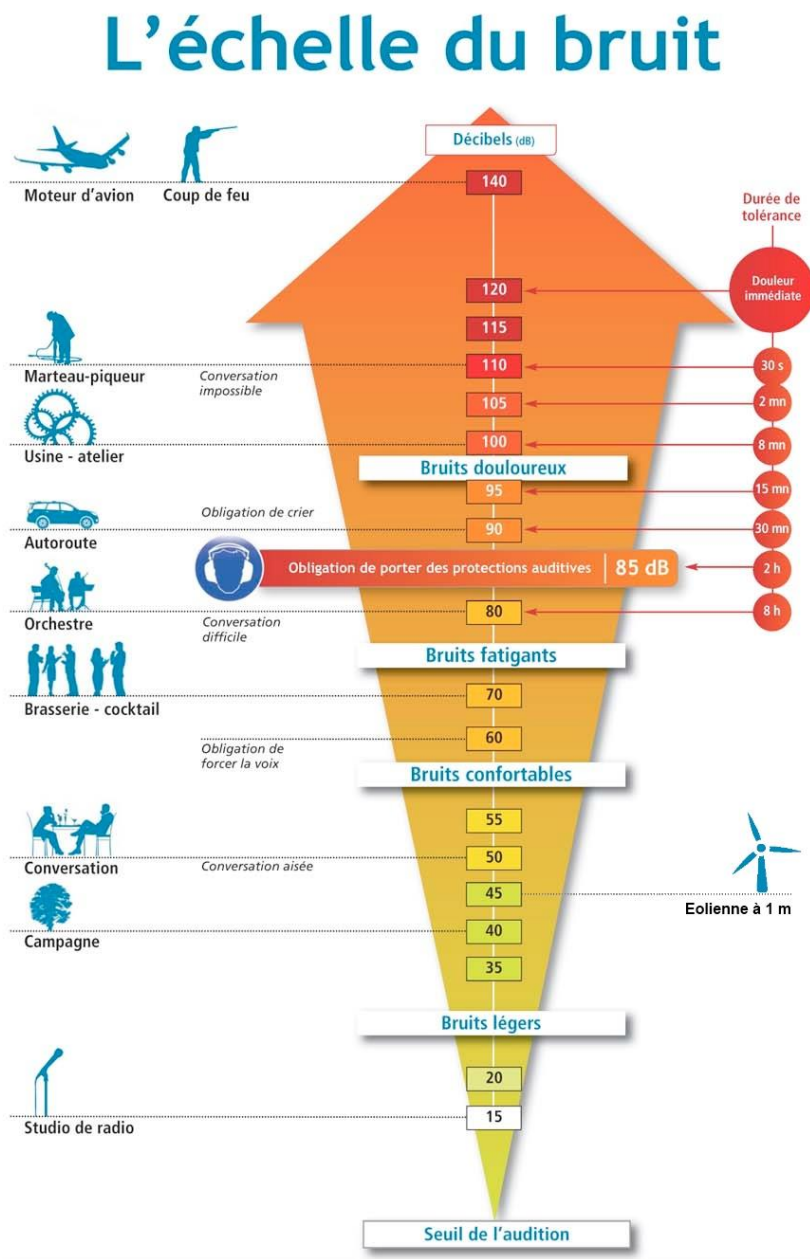 L'échelle du bruit
Décibels (dB)
Moteur d'avion
Coup de feu
140
Durée de
tolérance
120
Douleur
immédiate
115
Marteau-piqueur
Conversation
impossible
110
30 s
105
2 mn
Usine - atelier
100
8 mn
Bruits douloureux
95
15 mn
Autoroute
Obligation de crier
90
30 mn
Obligation de porter des protections auditives
85 dB
2 h
Orchestre
Conversation
difficile
80
8 h
Bruits fatigants
Brasserie - cocktail
70
Obligation de
forcer la voix
60
Bruits confortables
55
Conversation
Conversation aisée
50
45
Eolienne à 1 m
Campagne
40
35
Bruits légers
20
Studio de radio
15
Seuil de l'audition